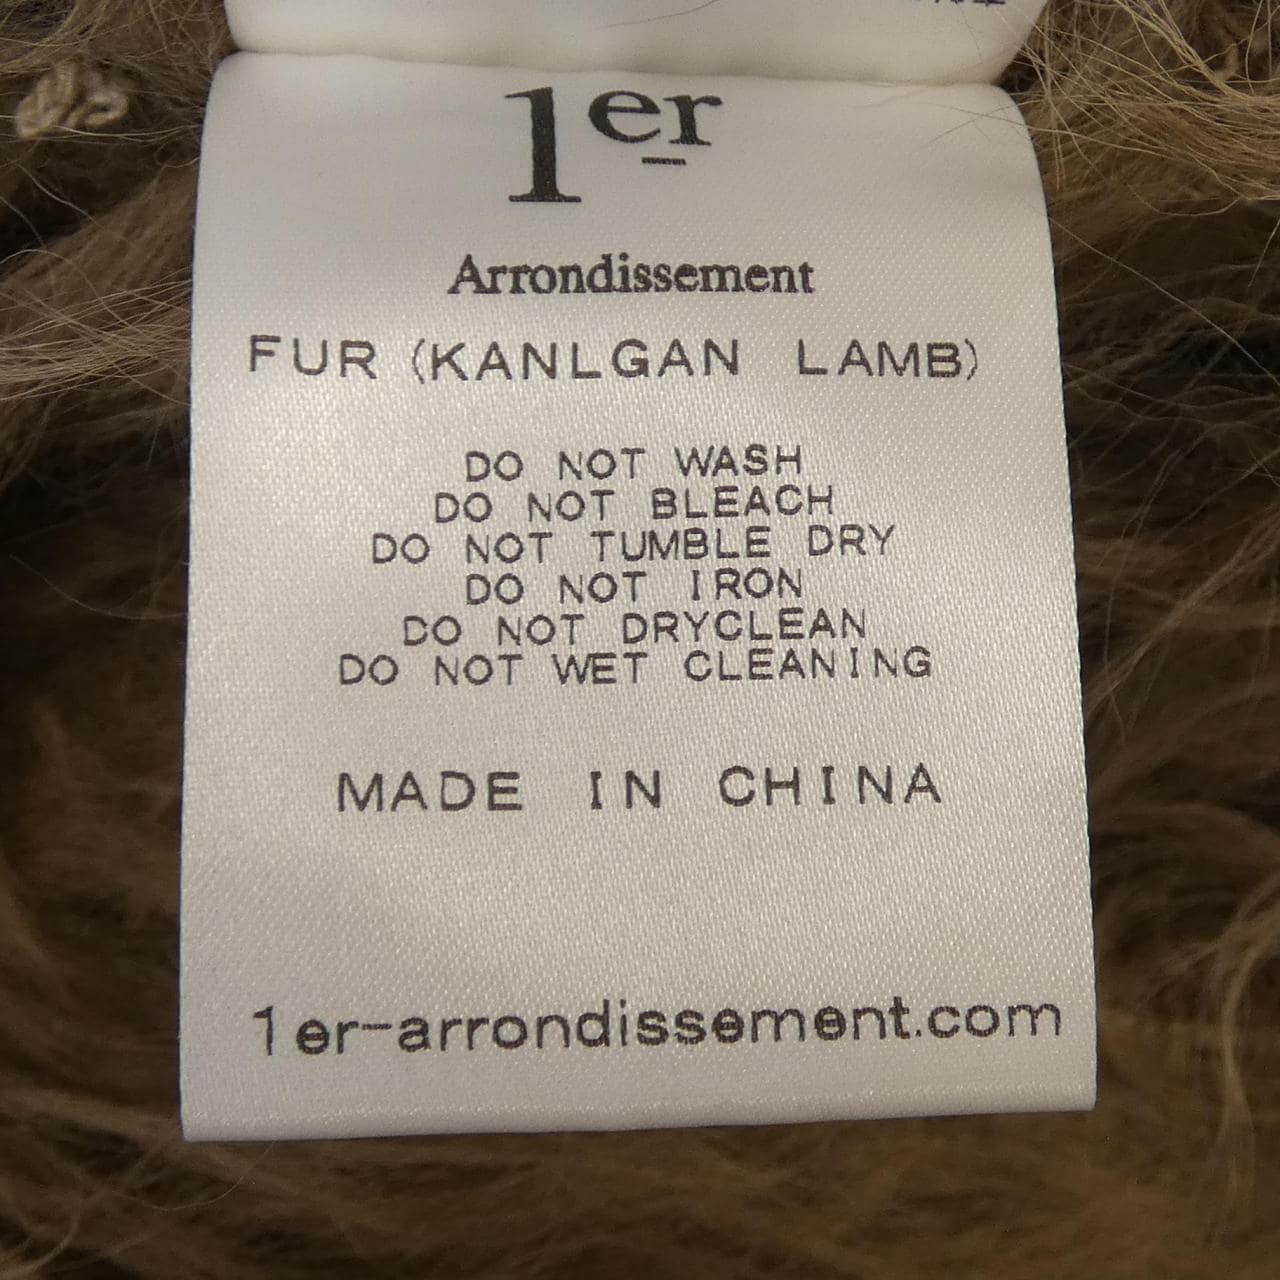 1er
Arrondissement
FUR (KANLGAN LAMB)
DO NOT WASH
DO NOT BLEACH
DO NOT TUMBLE DRY
DO NOT IRON
DO NOT DRYCLEAN
DO NOT WET CLEANING
MADE IN CHINA
1er-arrondissement.com